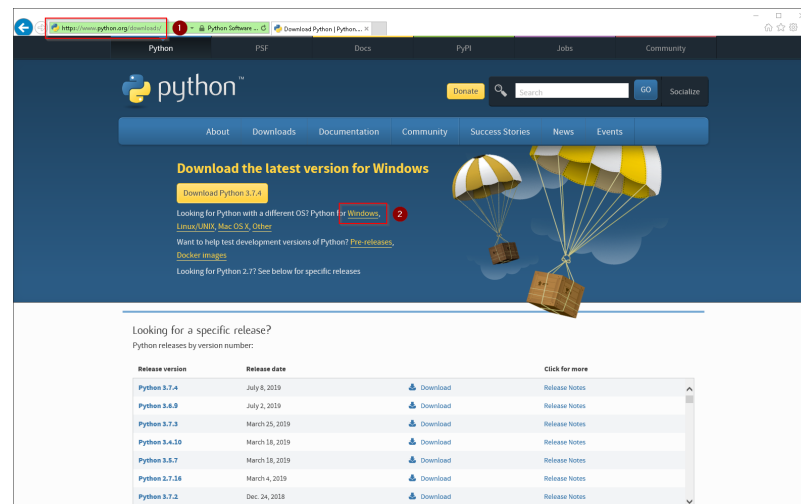 https://www.python.org/downloads/ 1 Python Software ... Download Python | Python.... ×
Python PSF Docs PyPI Jobs Community
python™
Donate Search GO Socialize
About Downloads Documentation Community Success Stories News Events
Download the latest version for Windows
Download Python 3.7.4
Looking for Python with a different OS? Python for Windows, 2
Linux/UNIX, Mac OS X, Other
Want to help test development versions of Python? Pre-releases,
Docker images
Looking for Python 2.7? See below for specific releases
Looking for a specific release?
Python releases by version number:
Release version Release date Click for more
Python 3.7.4 July 8, 2019 Download Release Notes
Python 3.6.9 July 2, 2019 Download Release Notes
Python 3.7.3 March 25, 2019 Download Release Notes
Python 3.4.10 March 18, 2019 Download Release Notes
Python 3.5.7 March 18, 2019 Download Release Notes
Python 2.7.16 March 4, 2019 Download Release Notes
Python 3.7.2 Dec. 24, 2018 Download Release Notes